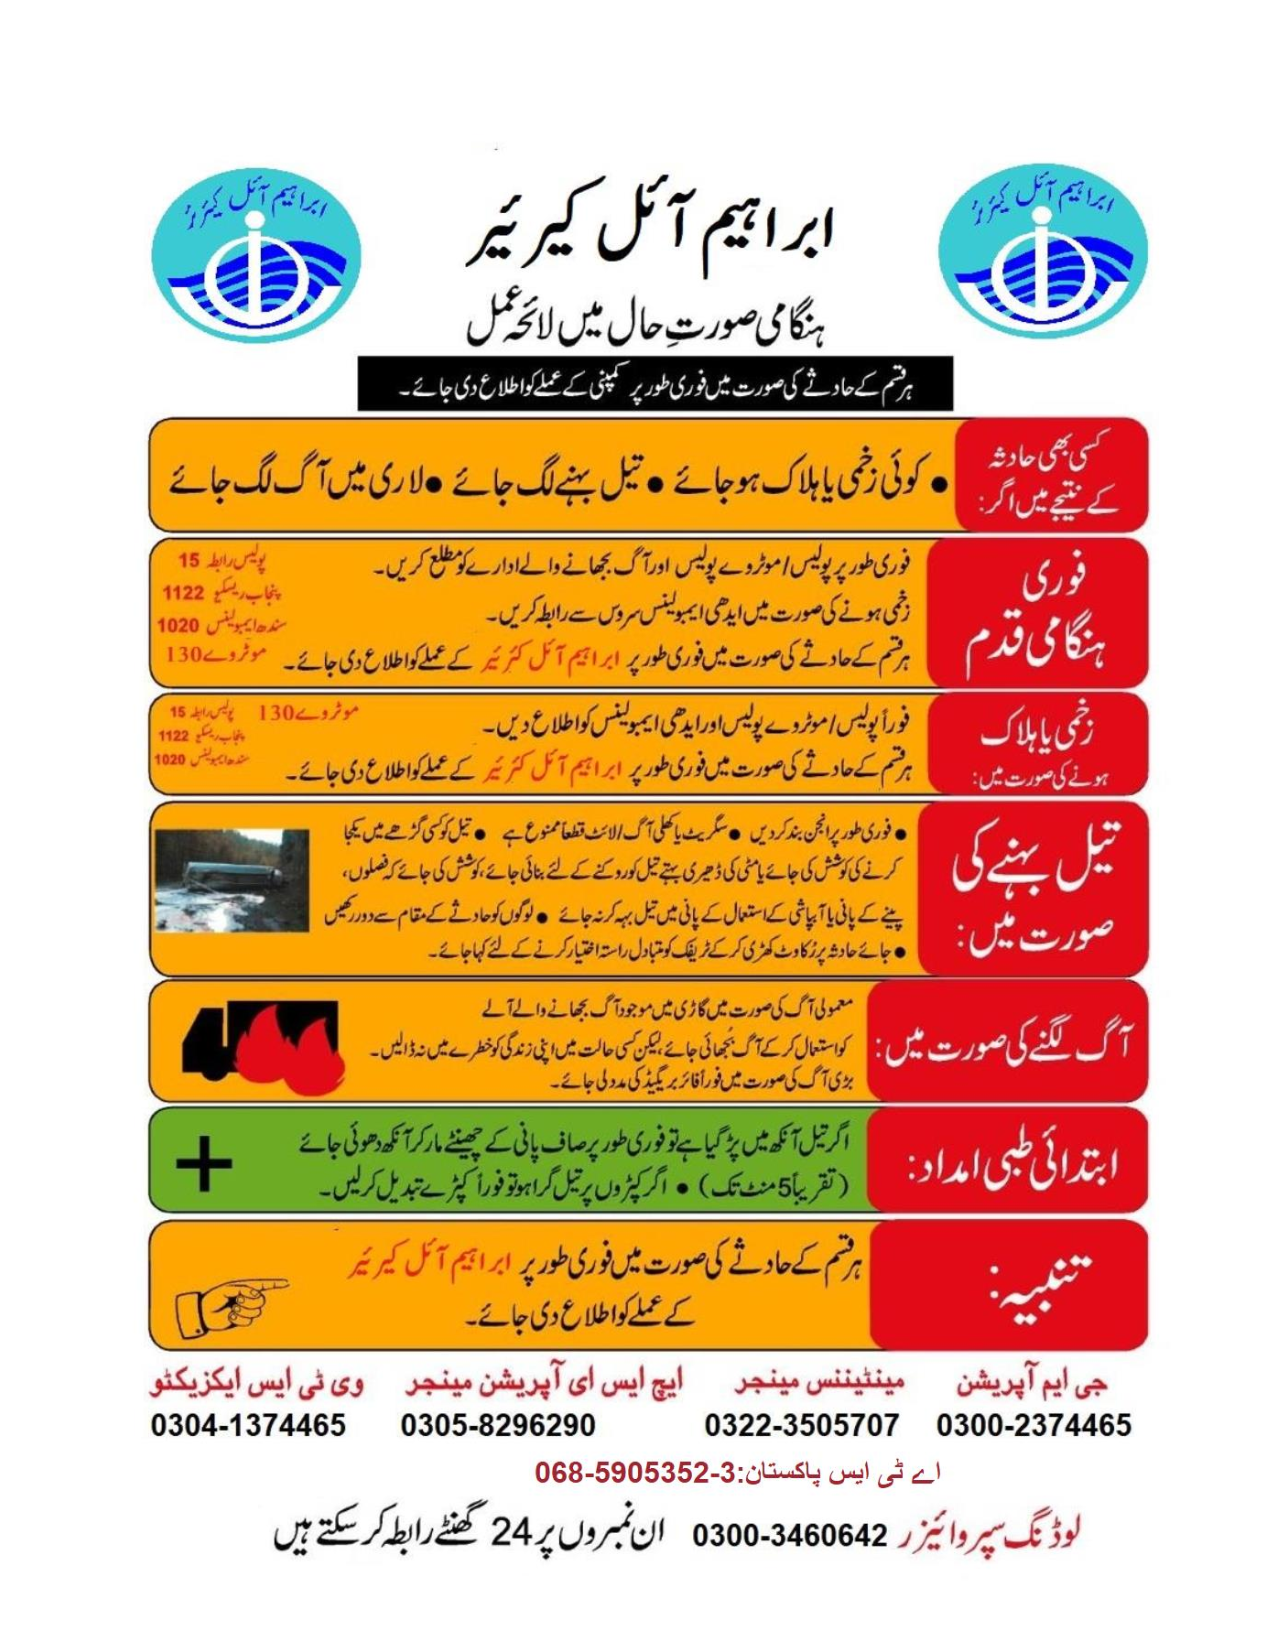 ابراہیم آئل کیرئیر
ابراہیم آئل کیرئیر
ابراہیم آئل کیرئیر
ہنگامی صورتِ حال میں لائحہ عمل
ہر قسم کے حادثے کی صورت میں فوری طور پر کمپنی کے عملے کو اطلاع دی جائے۔
کسی بھی حادثہ
کے نتیجے میں اگر:
• کوئی زخمی یا ہلاک ہو جائے • تیل بہنے لگ جائے • لاری میں آگ لگ جائے
فوری
ہنگامی قدم
فوری طور پر پولیس/موٹروے پولیس اور آگ بجھانے والے ادارے کو مطلع کریں۔
زخمی ہونے کی صورت میں ایدھی ایمبولینس سروس سے رابطہ کریں۔
ہر قسم کے حادثے کی صورت میں فوری طور پر ابراہیم آئل کئرئیر کے عملے کو اطلاع دی جائے۔
پولیس رابطہ 15
پنجاب ریسکیو 1122
سندھ ایمبولینس 1020
موٹروے 130
زخمی یا ہلاک
ہونے کی صورت میں:
فوراً پولیس/موٹروے پولیس اور ایدھی ایمبولینس کو اطلاع دیں۔
ہر قسم کے حادثے کی صورت میں فوری طور پر ابراہیم آئل کئرئیر کے عملے کو اطلاع دی جائے۔
موٹروے 130 پولیس رابطہ 15
پنجاب ریسکیو 1122
سندھ ایمبولینس 1020
تیل بہنے کی
صورت میں:
• فوری طور پر انجن بند کر دیں • سگریٹ یا کھلی آگ/لائٹ قطعاً ممنوع ہے • تیل کو کسی گڑھے میں یکجا
کرنے کی کوشش کی جائے یا مٹی کی ڈھیری بہتے تیل کو روکنے کے لئے بنائی جائے، کوشش کی جائے کہ فصلوں،
پینے کے پانی یا آبپاشی کے استعمال کے پانی میں تیل بہہ کر نہ جائے • لوگوں کو حادثے کے مقام سے دور رکھیں
• جائے حادثہ پر رُکاوٹ کھڑی کر کے ٹریفک کو متبادل راستہ اختیار کرنے کے لئے کہا جائے۔
آگ لگنے کی صورت میں:
معمولی آگ کی صورت میں گاڑی میں موجود آگ بجھانے والے آلے
کو استعمال کر کے آگ بُجھائی جائے، لیکن کسی حالت میں اپنی زندگی کو خطرے میں نہ ڈالیں۔
بڑی آگ کی صورت میں فوراً فائر بریگیڈ کی مدد لی جائے۔
ابتدائی طبی امداد:
اگر تیل آنکھ میں پڑ گیا ہے تو فوری طور پر صاف پانی کے چھینٹے مار کر آنکھ دھوئی جائے
(تقریباً 5 منٹ تک) • اگر کپڑوں پر تیل گرا ہو تو فوراً کپڑے تبدیل کر لیں۔
تنبیہ:
ہر قسم کے حادثے کی صورت میں فوری طور پر ابراہیم آئل کیرئیر
کے عملے کو اطلاع دی جائے۔
جی ایم آپریشن مینٹیننس مینجر ایچ ایس ای آپریشن مینجر وی ٹی ایس ایکزیکٹو
0300-2374465 0322-3505707 0305-8296290 0304-1374465
اے ٹی ایس پاکستان:3-5905352-068
لوڈنگ سپروائیزر 0300-3460642 ان نمبروں پر 24 گھنٹے رابطہ کر سکتے ہیں